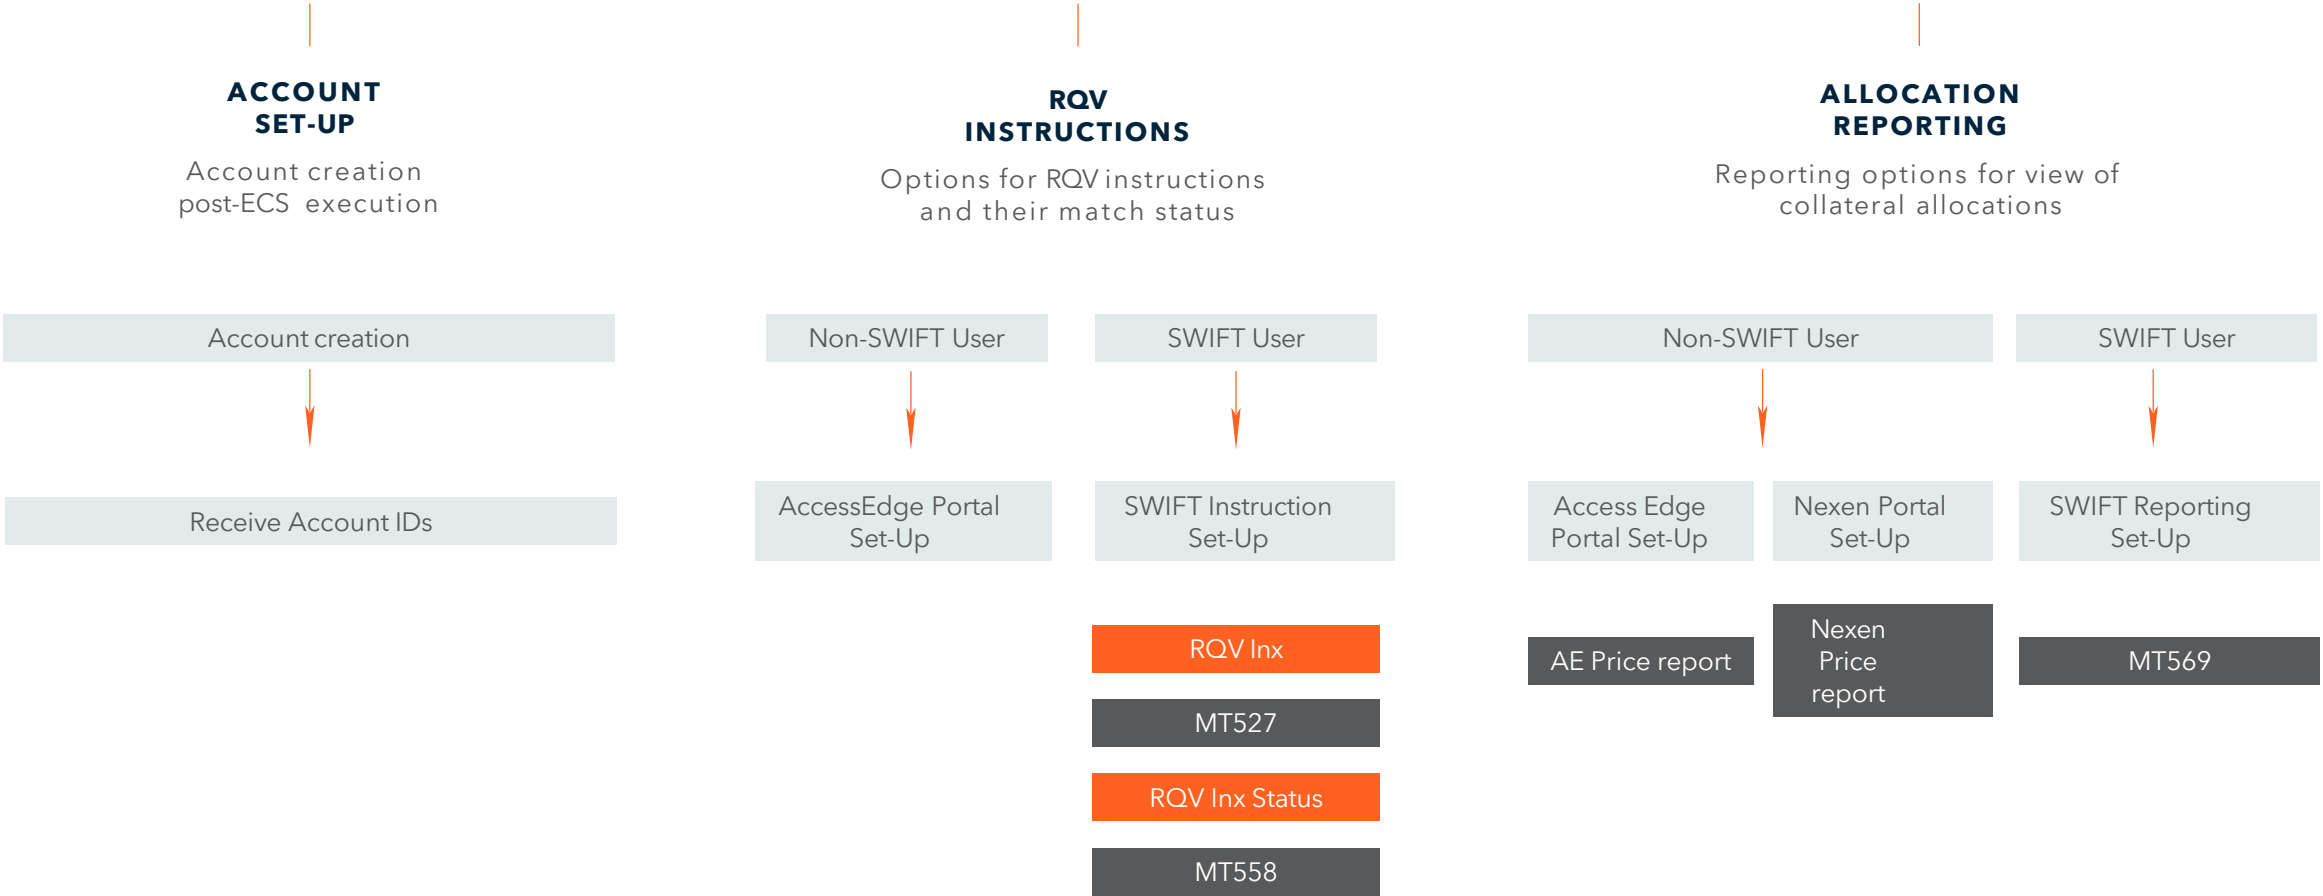 ACCOUNT
SET-UP
Account creation
post-ECS execution
Account creation
Receive Account IDs
RQV
INSTRUCTIONS
Options for RQV instructions
and their match status
Non-SWIFT User
SWIFT User
AccessEdge Portal
Set-Up
SWIFT Instruction
Set-Up
RQV Inx
MT527
RQV Inx Status
MT558
ALLOCATION
REPORTING
Reporting options for view of
collateral allocations
Non-SWIFT User
SWIFT User
Access Edge
Portal Set-Up
Nexen Portal
Set-Up
SWIFT Reporting
Set-Up
AE Price report
Nexen
Price
report
MT569